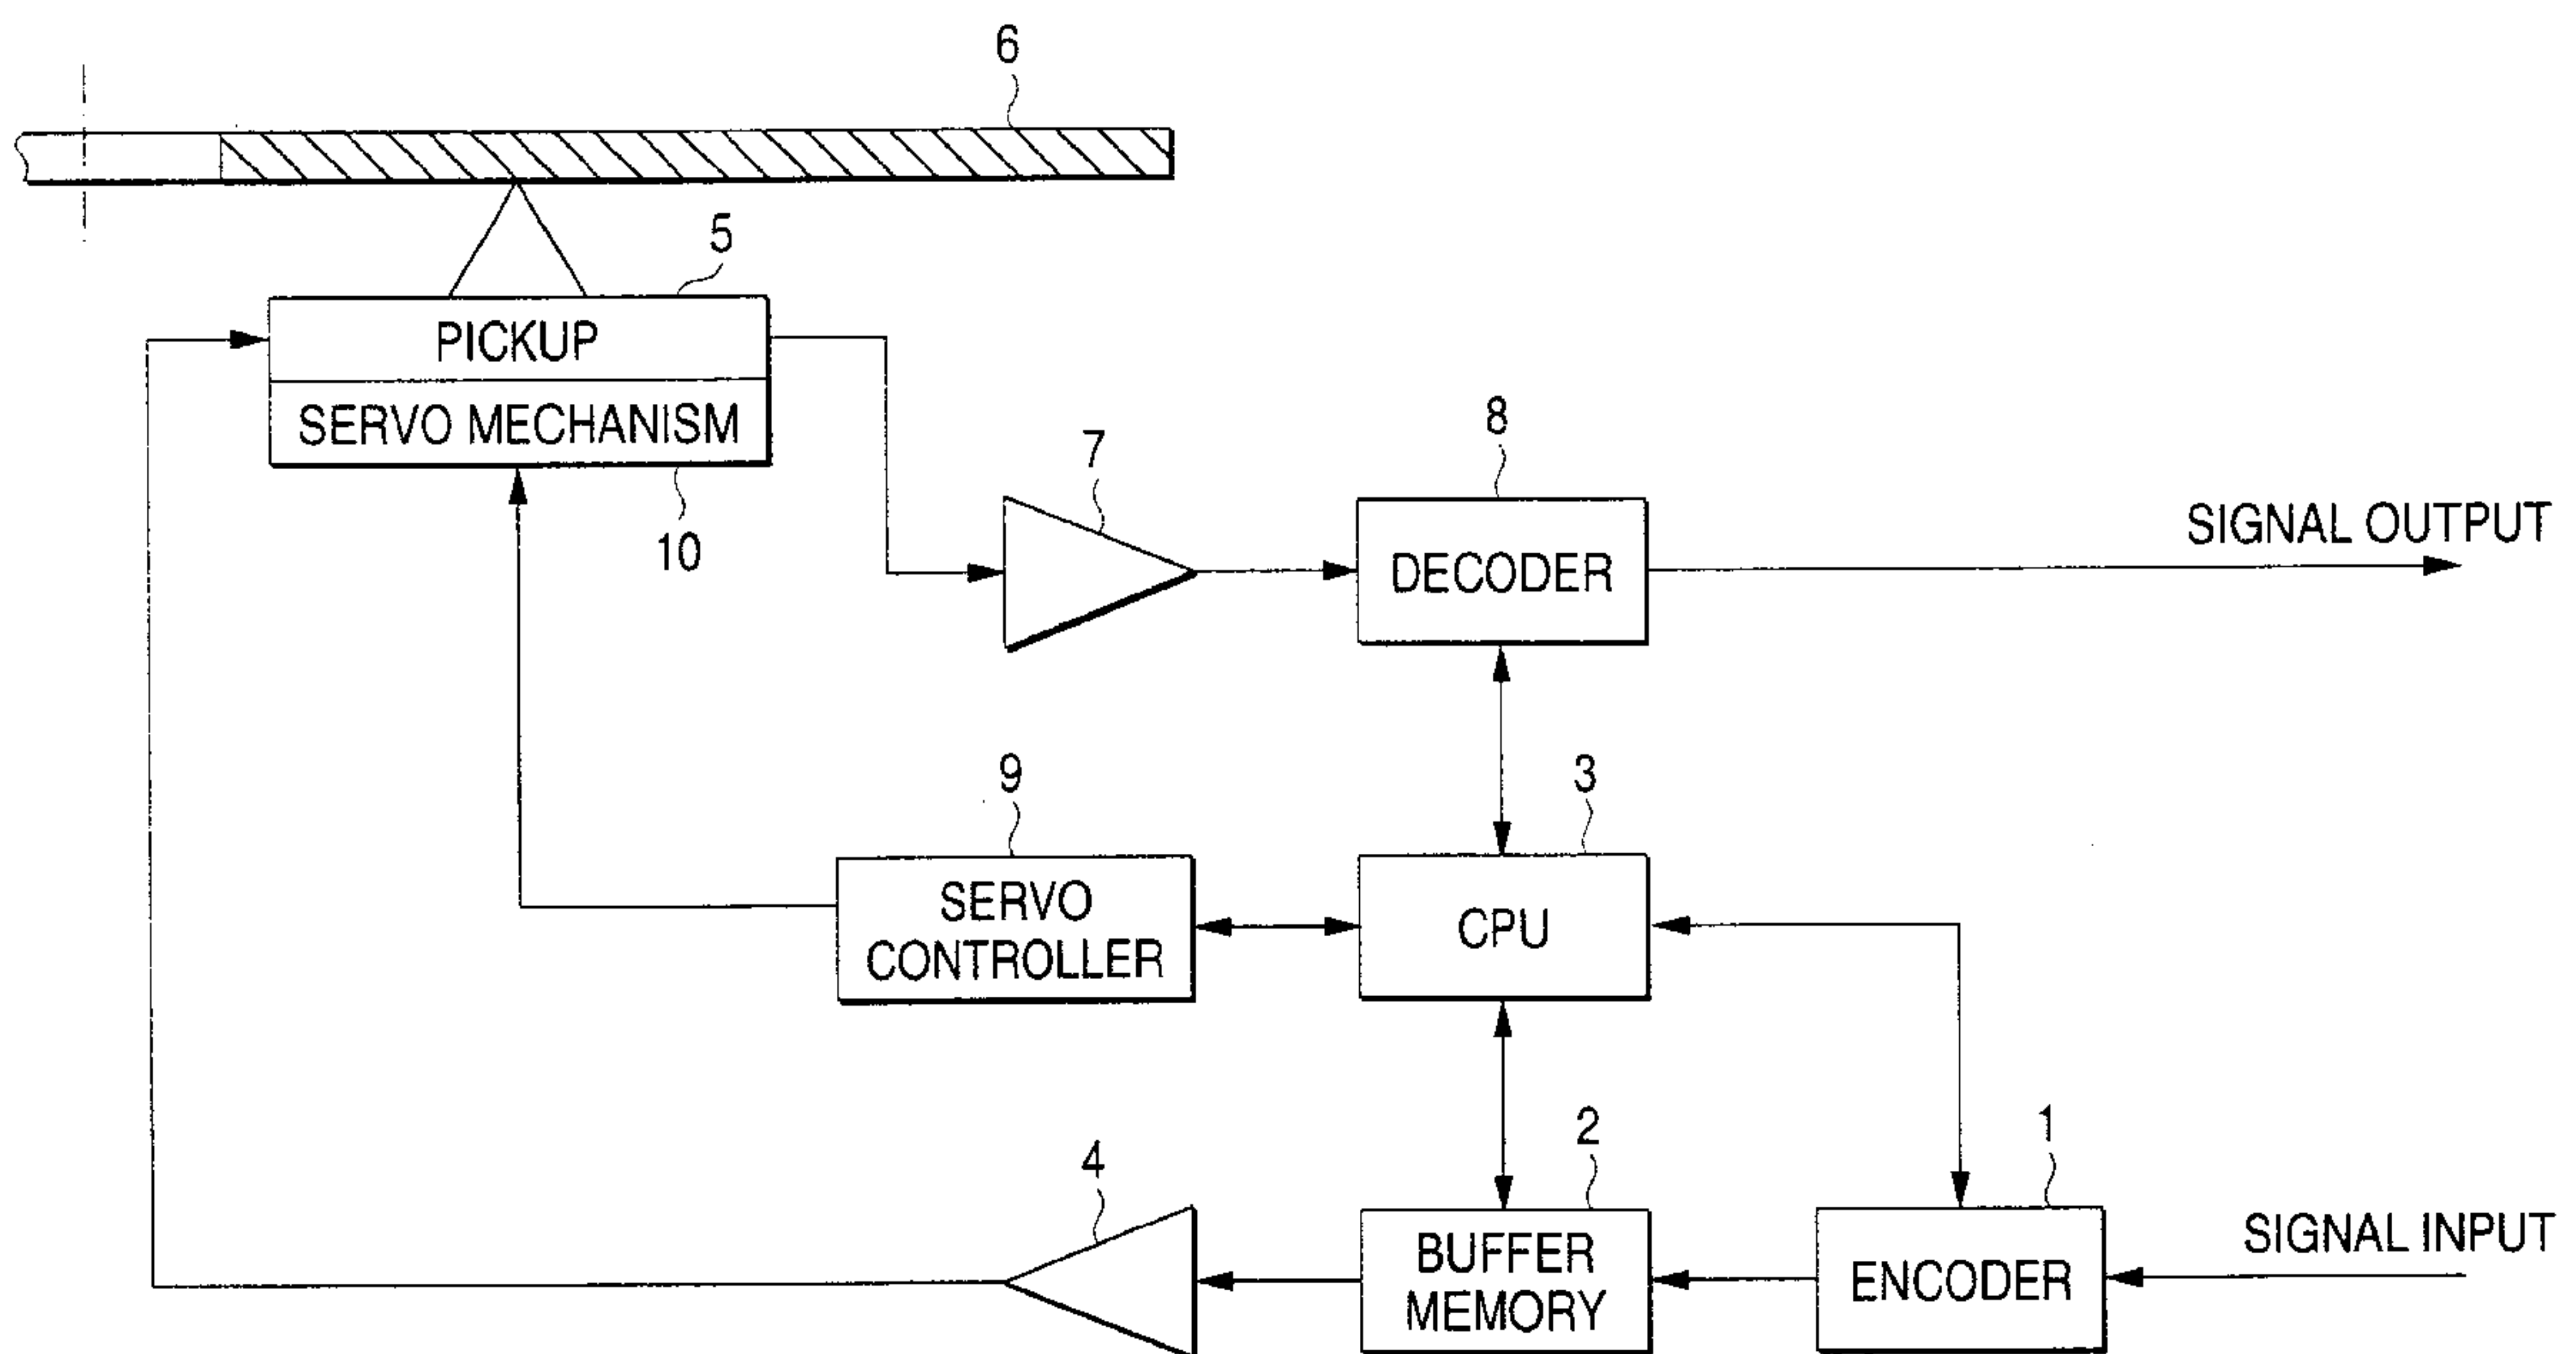 6
5
PICKUP
SERVO MECHANISM
10
7
8
DECODER
SIGNAL OUTPUT
9
SERVO
CONTROLLER
3
CPU
4
2
BUFFER
MEMORY
1
ENCODER
SIGNAL INPUT